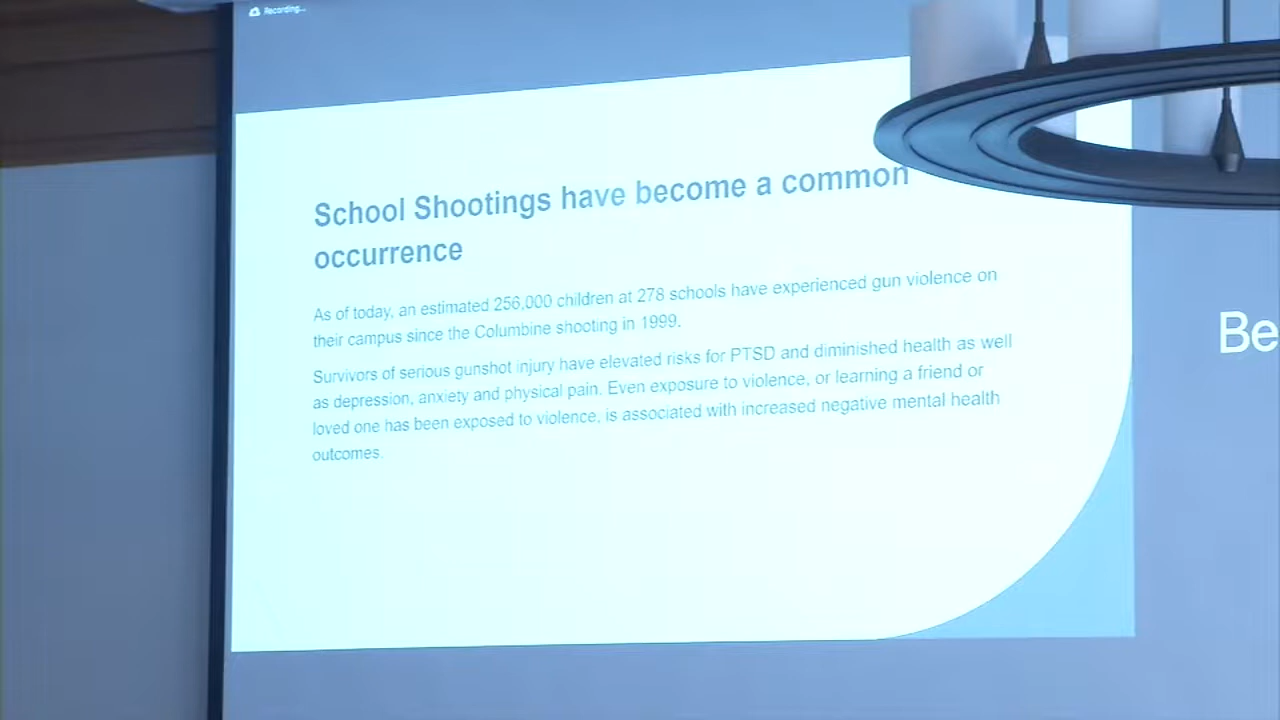 Recording...
School Shootings have become a common
occurrence
As of today, an estimated 256,000 children at 278 schools have experienced gun violence on
their campus since the Columbine shooting in 1999.
Survivors of serious gunshot injury have elevated risks for PTSD and diminished health as well
as depression, anxiety and physical pain. Even exposure to violence, or learning a friend or
loved one has been exposed to violence, is associated with increased negative mental health
outcomes.
Be